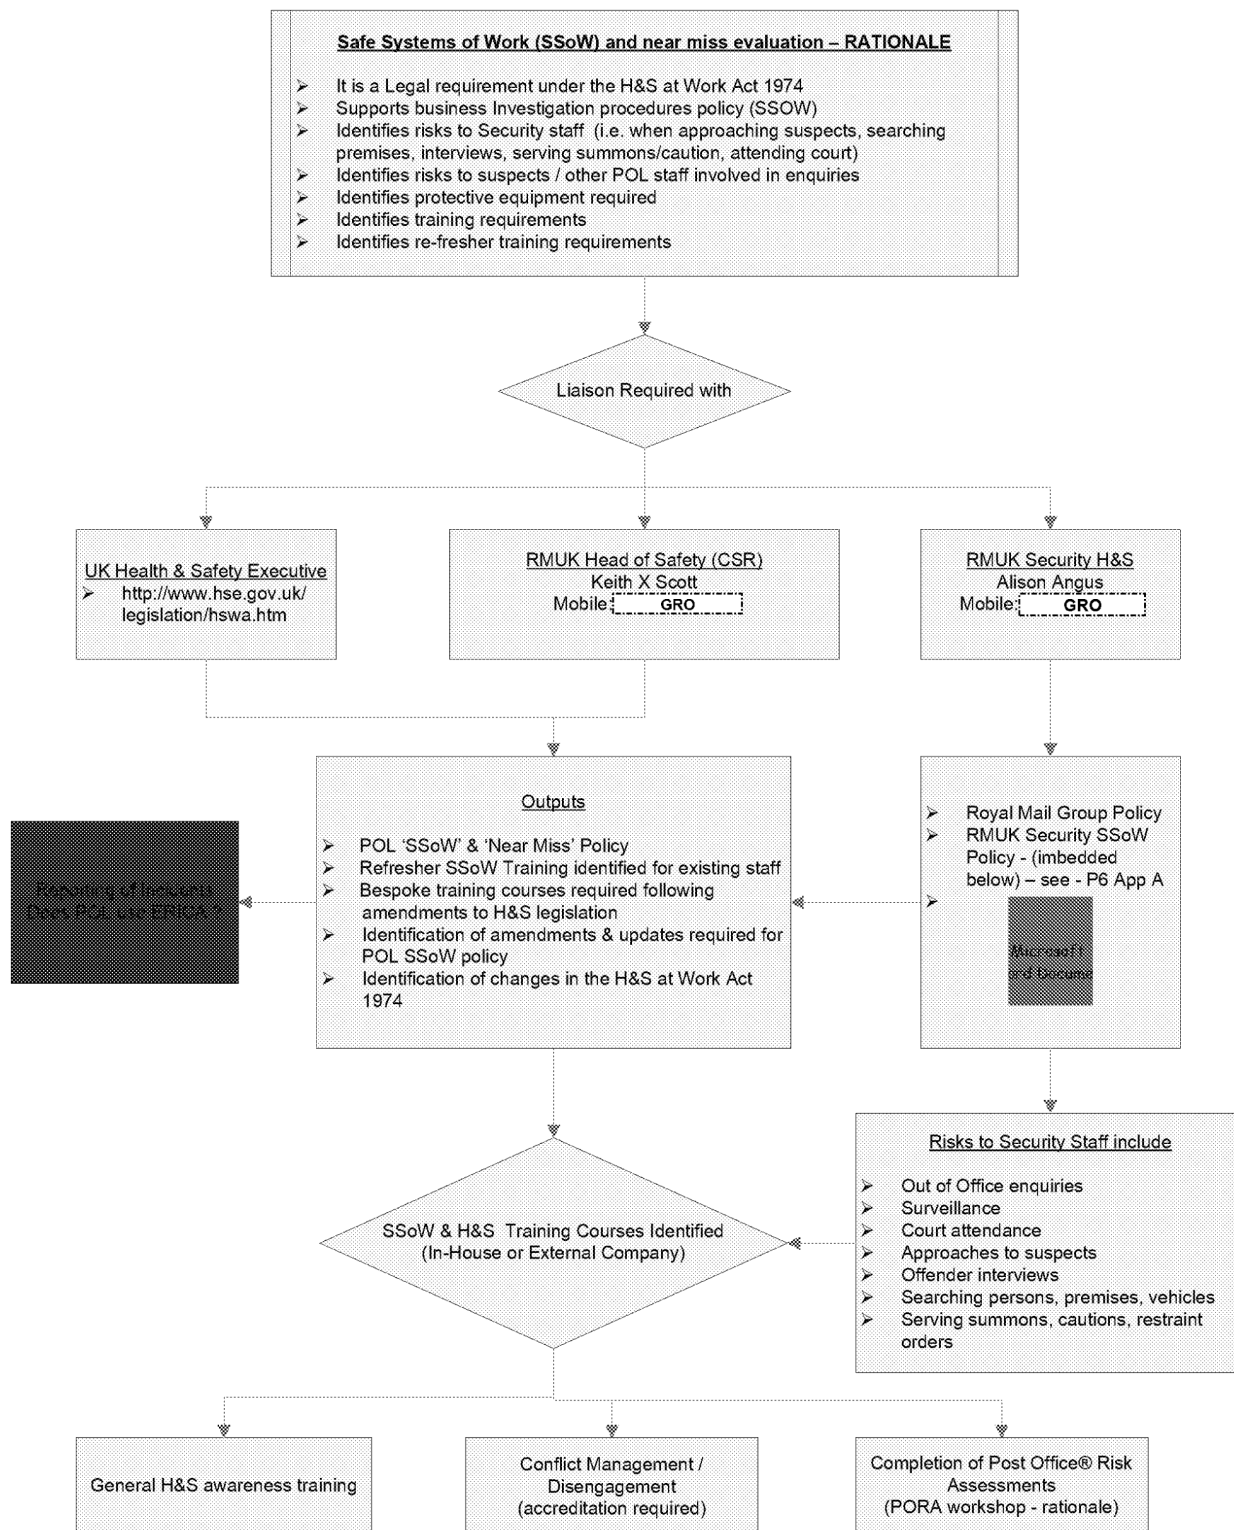 Safe Systems of Work (SSoW) and near miss evaluation – RATIONALE
➢ It is a Legal requirement under the H&S at Work Act 1974
➢ Supports business Investigation procedures policy (SSOW)
➢ Identifies risks to Security staff (i.e. when approaching suspects, searching
premises, interviews, serving summons/caution, attending court)
➢ Identifies risks to suspects / other POL staff involved in enquiries
➢ Identifies protective equipment required
➢ Identifies training requirements
➢ Identifies re-fresher training requirements
Liaison Required with
UK Health & Safety Executive
➢ http://www.hse.gov.uk/
legislation/hswa.htm
RMUK Head of Safety (CSR)
Keith X Scott
Mobile: GRO
RMUK Security H&S
Alison Angus
Mobile: GRO
Reporting of Incidents
Does POL use ERICA ?
Outputs
➢ POL ‘SSoW’ & ‘Near Miss’ Policy
➢ Refresher SSoW Training identified for existing staff
➢ Bespoke training courses required following
amendments to H&S legislation
➢ Identification of amendments & updates required for
POL SSoW policy
➢ Identification of changes in the H&S at Work Act
1974
➢ Royal Mail Group Policy
➢ RMUK Security SSoW
Policy - (imbedded
below) – see - P6 App A
➢
Microsoft
ord Docume
SSoW & H&S Training Courses Identified
(In-House or External Company)
Risks to Security Staff include
➢ Out of Office enquiries
➢ Surveillance
➢ Court attendance
➢ Approaches to suspects
➢ Offender interviews
➢ Searching persons, premises, vehicles
➢ Serving summons, cautions, restraint
orders
General H&S awareness training
Conflict Management /
Disengagement
(accreditation required)
Completion of Post Office® Risk
Assessments
(PORA workshop - rationale)